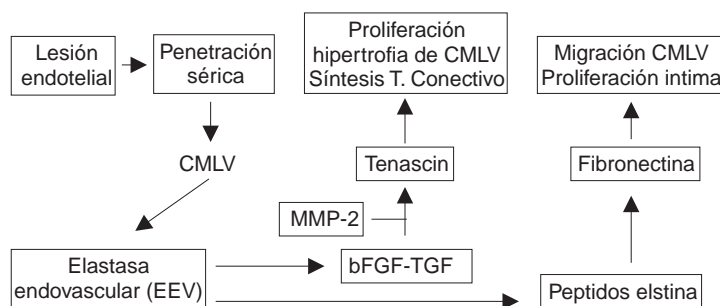 Lesión
endotelial
Penetración
sérica
Proliferación
hipertrofia de CMLV
Síntesis T. Conectivo
Migración CMLV
Proliferación intima
CMLV
Tenascin
Fibronectina
MMP-2
Elastasa
endovascular (EEV)
bFGF-TGF
Peptidos elstina